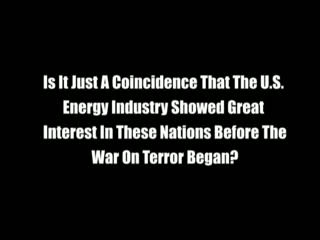 Is It Just A Coincidence That The U.S.
Energy Industry Showed Great
Interest In These Nations Before The
War On Terror Began?